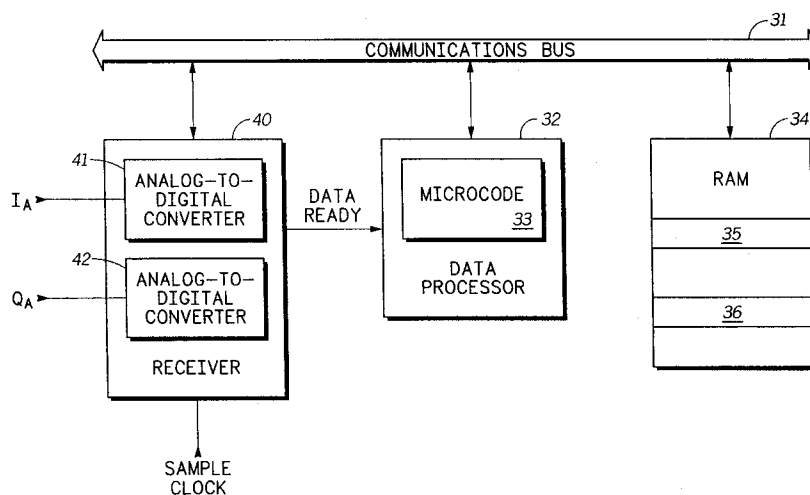 31
COMMUNICATIONS BUS
40
32
34
41
ANALOG-TO-
DIGITAL
CONVERTER
I_A
DATA
READY
MICROCODE
33
DATA
PROCESSOR
RAM
35
36
42
ANALOG-TO-
DIGITAL
CONVERTER
Q_A
RECEIVER
SAMPLE
CLOCK